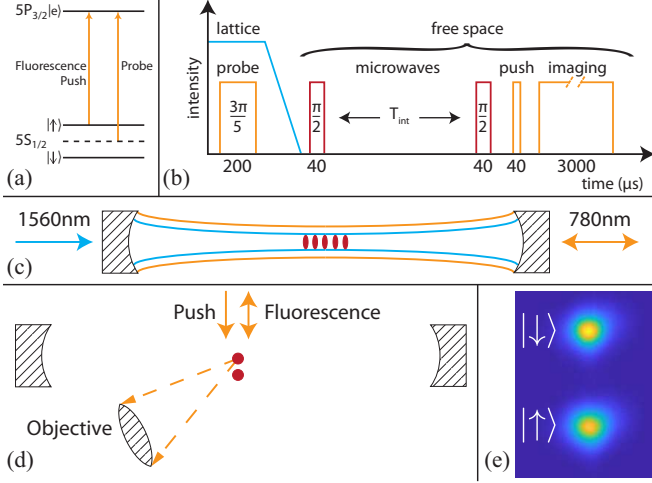 5P3/2|e⟩
Fluorescence
Push
Probe
|↑⟩
5S1/2
|↓⟩
(a)
intensity
lattice
free space
probe
microwaves
push
imaging
3π/5
π/2
Tint
π/2
200
40
40
40
3000
time (μs)
(b)
1560nm
780nm
(c)
Push
Fluorescence
Objective
(d)
|↓⟩
|↑⟩
(e)